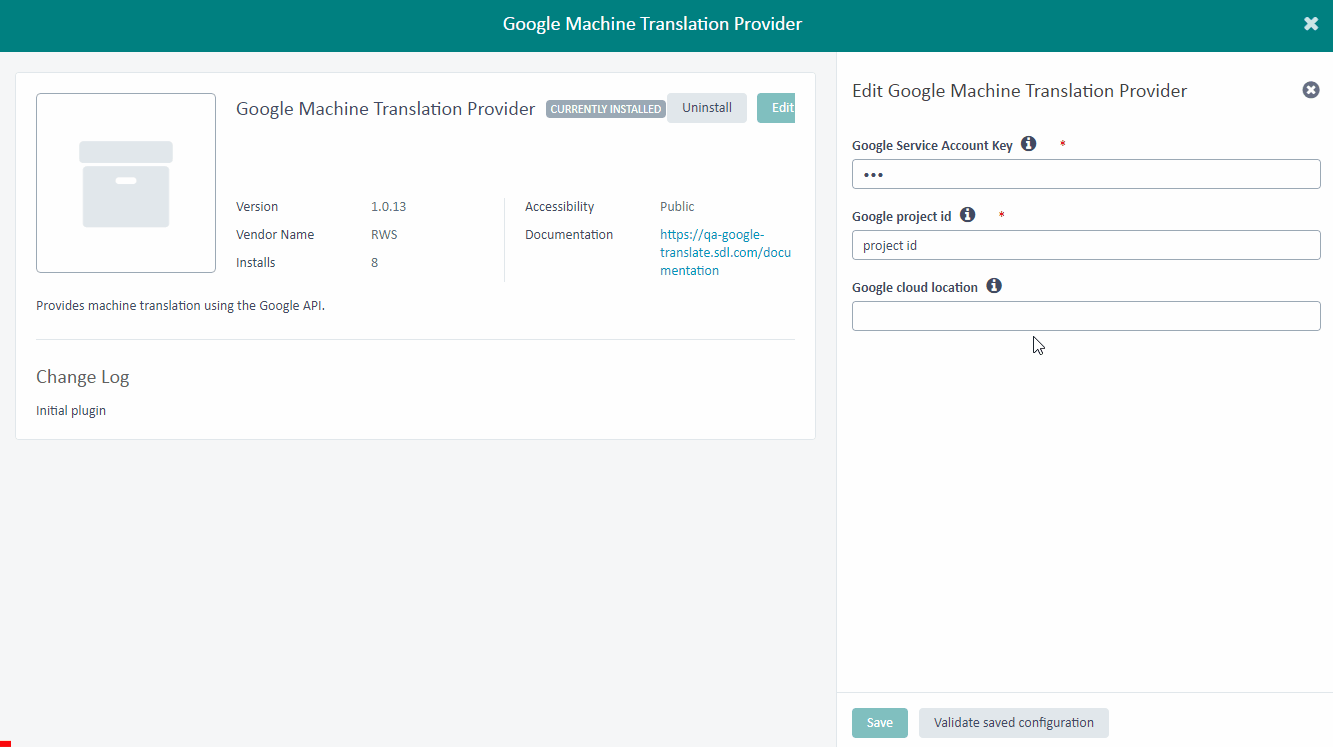 Google Machine Translation Provider
Google Machine Translation Provider CURRENTLY INSTALLED Uninstall Edit
Version 1.0.13
Vendor Name RWS
Installs 8
Accessibility Public
Documentation https://qa-google-
translate.sdl.com/docu
mentation
Provides machine translation using the Google API.
Change Log
Initial plugin
Edit Google Machine Translation Provider
Google Service Account Key *
•••
Google project id *
project id
Google cloud location
Save Validate saved configuration